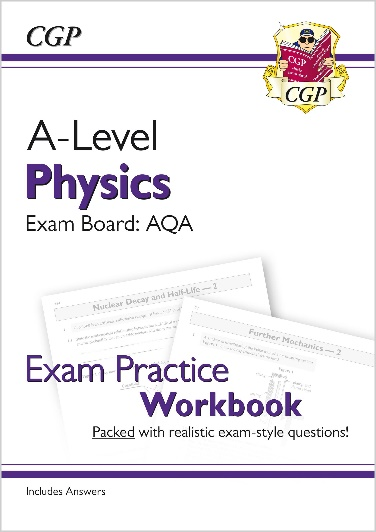 CGP
CGP
CGP
A-Level
Physics
Exam Board: AQA
Nuclear Decay and Half-Life — 1
Further Mechanics — 2
Exam Practice
Workbook
Packed with realistic exam-style questions!
Includes Answers